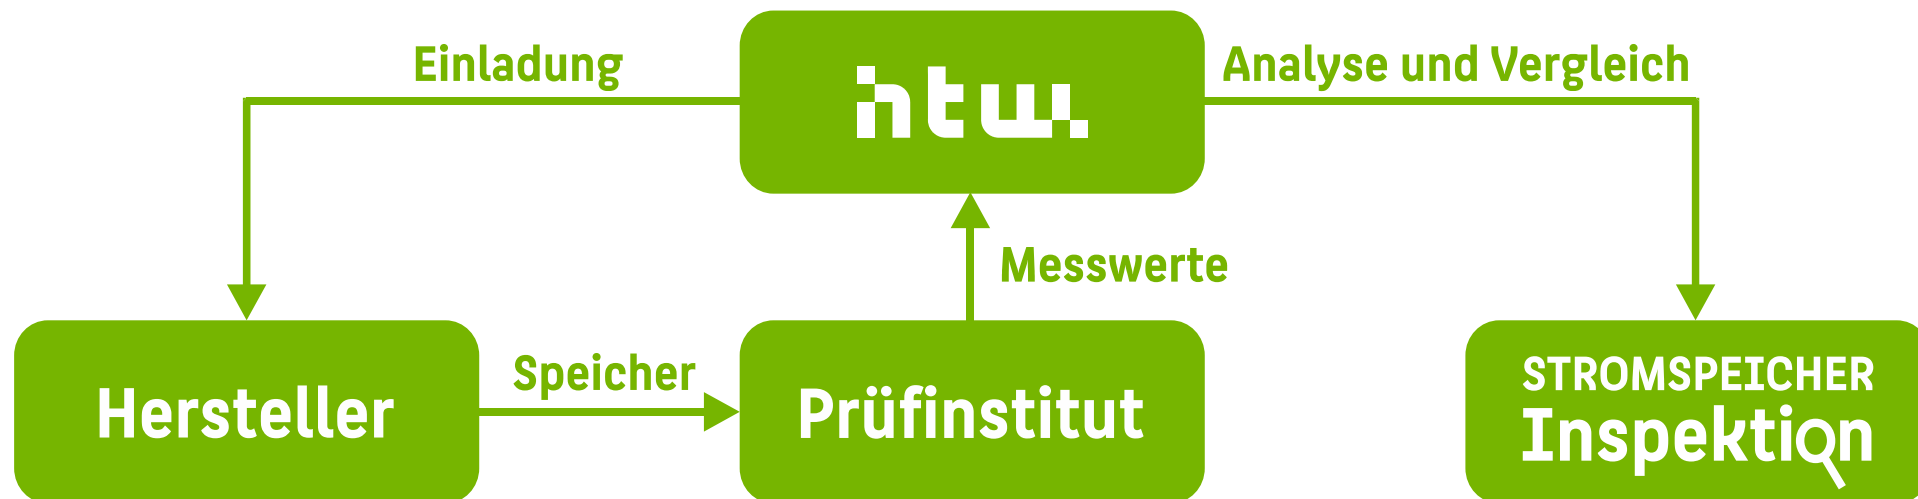 Einladung
htw.
Analyse und Vergleich
Messwerte
Hersteller
Speicher
Prüfinstitut
STROMSPEICHER
Inspektion